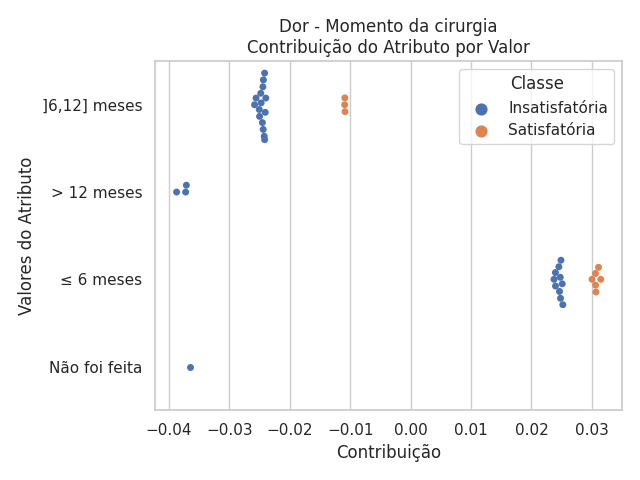 Dor - Momento da cirurgia
Contribuição do Atributo por Valor
Classe
Insatisfatória
Satisfatória
Valores do Atributo
]6,12] meses
> 12 meses
≤ 6 meses
Não foi feita
−0.04 −0.03 −0.02 −0.01 0.00 0.01 0.02 0.03
Contribuição